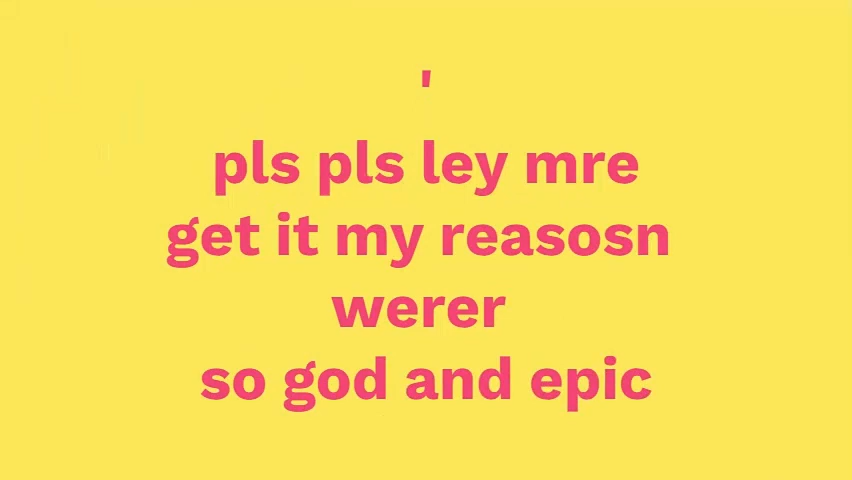 '
pls pls ley mre
get it my reasosn
werer
so god and epic